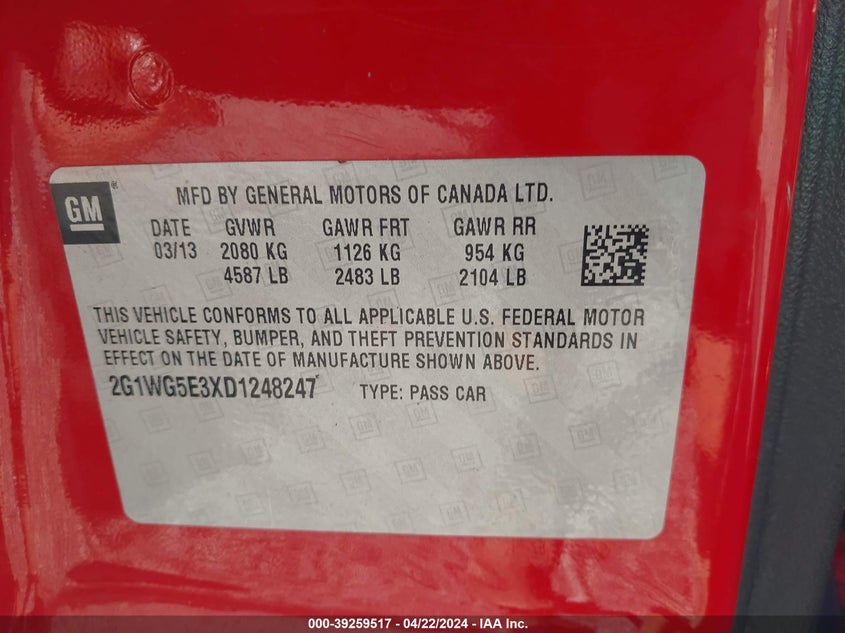 GM
MFD BY GENERAL MOTORS OF CANADA LTD.
DATE GVWR GAWR FRT GAWR RR
03/13 2080 KG 1126 KG 954 KG
4587 LB 2483 LB 2104 LB
THIS VEHICLE CONFORMS TO ALL APPLICABLE U.S. FEDERAL MOTOR
VEHICLE SAFETY, BUMPER, AND THEFT PREVENTION STANDARDS IN
EFFECT ON THE DATE OF MANUFACTURE SHOWN ABOVE.
2G1WG5E3XD1248247 TYPE: PASS CAR
000-39259517 - 04/22/2024 - IAA Inc.